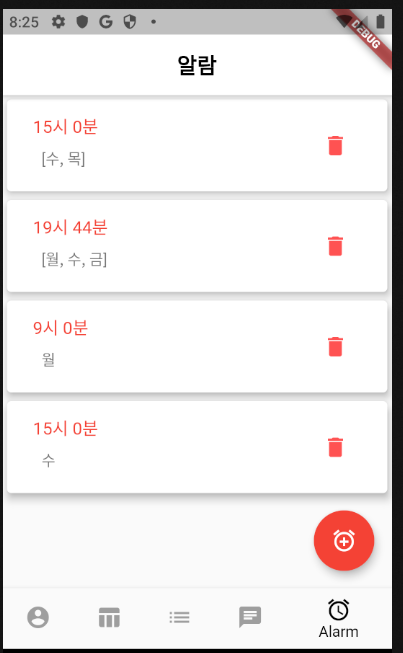 8:25
DEBUG
알람
15시 0분
[수, 목]
19시 44분
[월, 수, 금]
9시 0분
월
15시 0분
수
Alarm